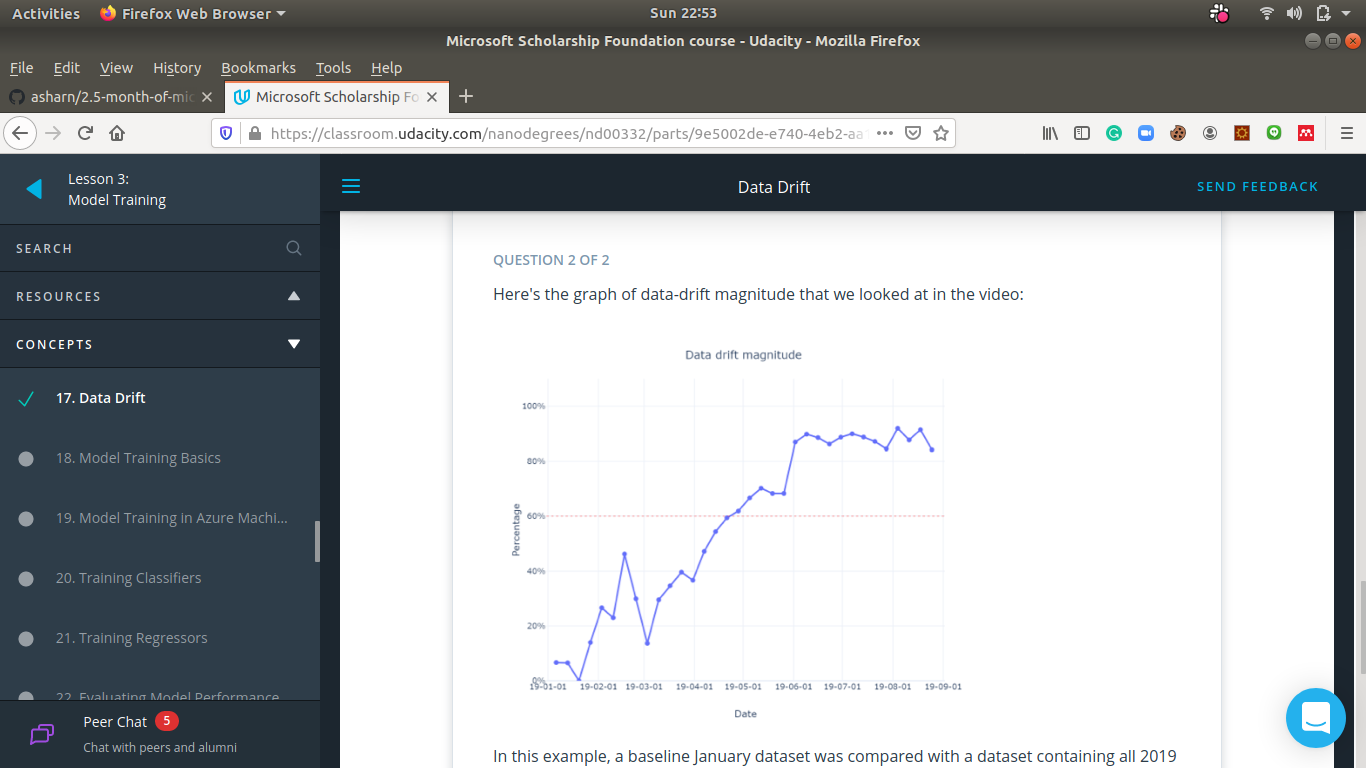 Activities Firefox Web Browser Sun 22:53
Microsoft Scholarship Foundation course - Udacity - Mozilla Firefox
File Edit View History Bookmarks Tools Help
asharn/2.5-month-of-mic Microsoft Scholarship Fo
https://classroom.udacity.com/nanodegrees/nd00332/parts/9e5002de-e740-4eb2-aa
Lesson 3:
Model Training
SEARCH
RESOURCES
CONCEPTS
17. Data Drift
18. Model Training Basics
19. Model Training in Azure Machi...
20. Training Classifiers
21. Training Regressors
22. Evaluating Model Performance
Peer Chat 5
Chat with peers and alumni
Data Drift
SEND FEEDBACK
QUESTION 2 OF 2
Here's the graph of data-drift magnitude that we looked at in the video:
Data drift magnitude
100%
80%
60%
40%
20%
0%
Percentage
19-01-01 19-02-01 19-03-01 19-04-01 19-05-01 19-06-01 19-07-01 19-08-01 19-09-01
Date
In this example, a baseline January dataset was compared with a dataset containing all 2019